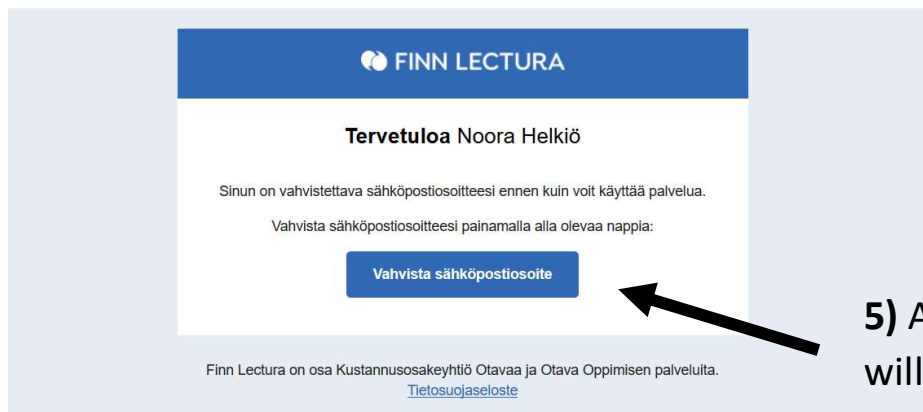 FINN LECTURA
Tervetuloa Noora Helkiö
Sinun on vahvistettava sähköpostiosoitteesi ennen kuin voit käyttää palvelua.
Vahvista sähköpostiosoitteesi painamalla alla olevaa nappia:
Vahvista sähköpostiosoite
5) A
will
Finn Lectura on osa Kustannusosakeyhtiö Otavaa ja Otava Oppimisen palveluita.
Tietosuojaseloste